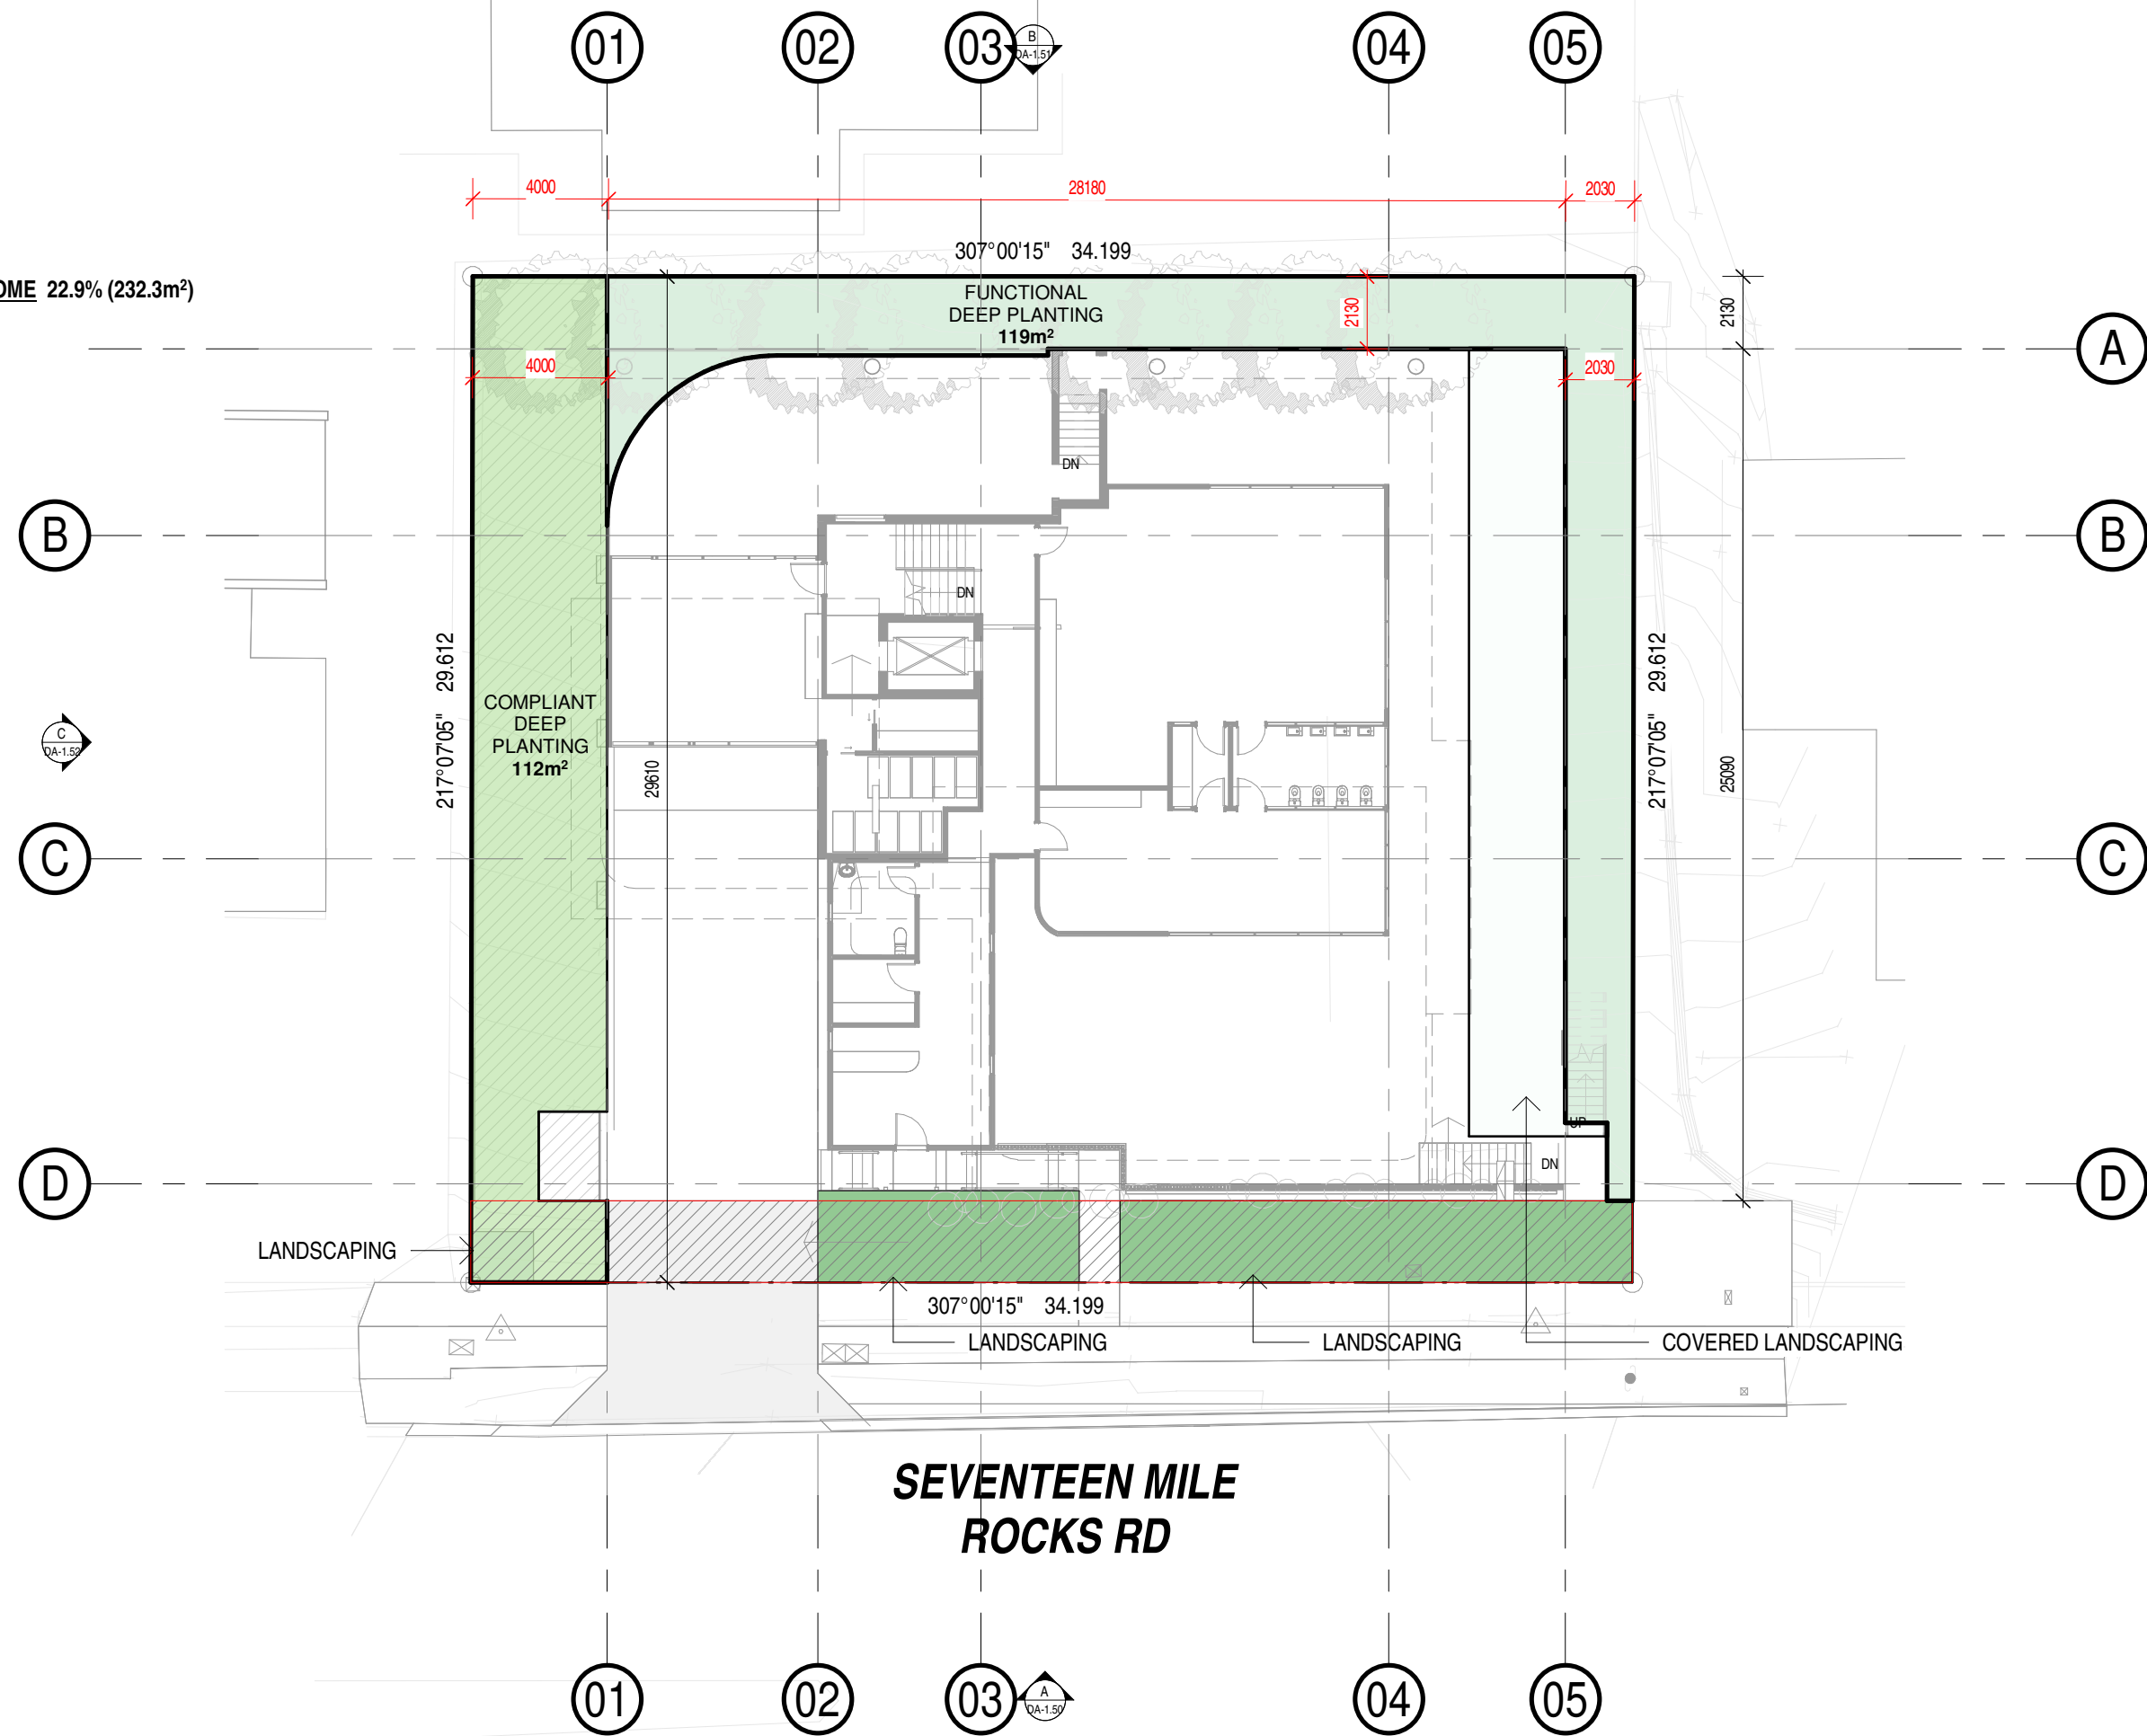 01
02
03
04
05
B
DA-1.51
4000
28180
2030
307°00'15" 34.199
22.9% (232.3m²)
FUNCTIONAL
DEEP PLANTING
119m²
2130
2130
A
4000
2030
DN
B
B
DN
217°07'05" 29.612
217°07'05" 29.612
COMPLIANT
DEEP
PLANTING
112m²
C
DA-1.52
29610
25090
C
C
UP
DN
D
D
LANDSCAPING
307°00'15" 34.199
LANDSCAPING
LANDSCAPING
COVERED LANDSCAPING
SEVENTEEN MILE
ROCKS RD
01
02
03
04
05
A
DA-1.50